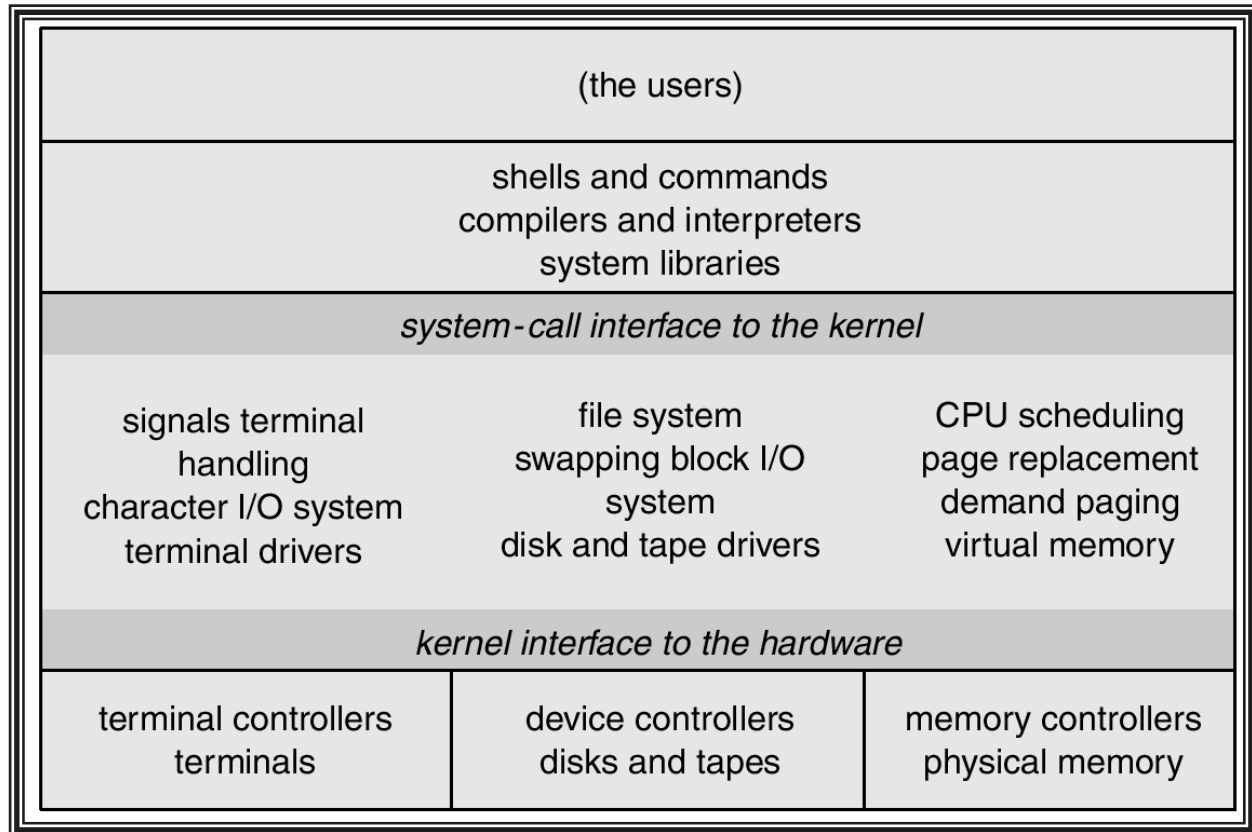 (the users)
shells and commands
compilers and interpreters
system libraries
system-call interface to the kernel
signals terminal
handling
character I/O system
terminal drivers
file system
swapping block I/O
system
disk and tape drivers
CPU scheduling
page replacement
demand paging
virtual memory
kernel interface to the hardware
terminal controllers
terminals
device controllers
disks and tapes
memory controllers
physical memory